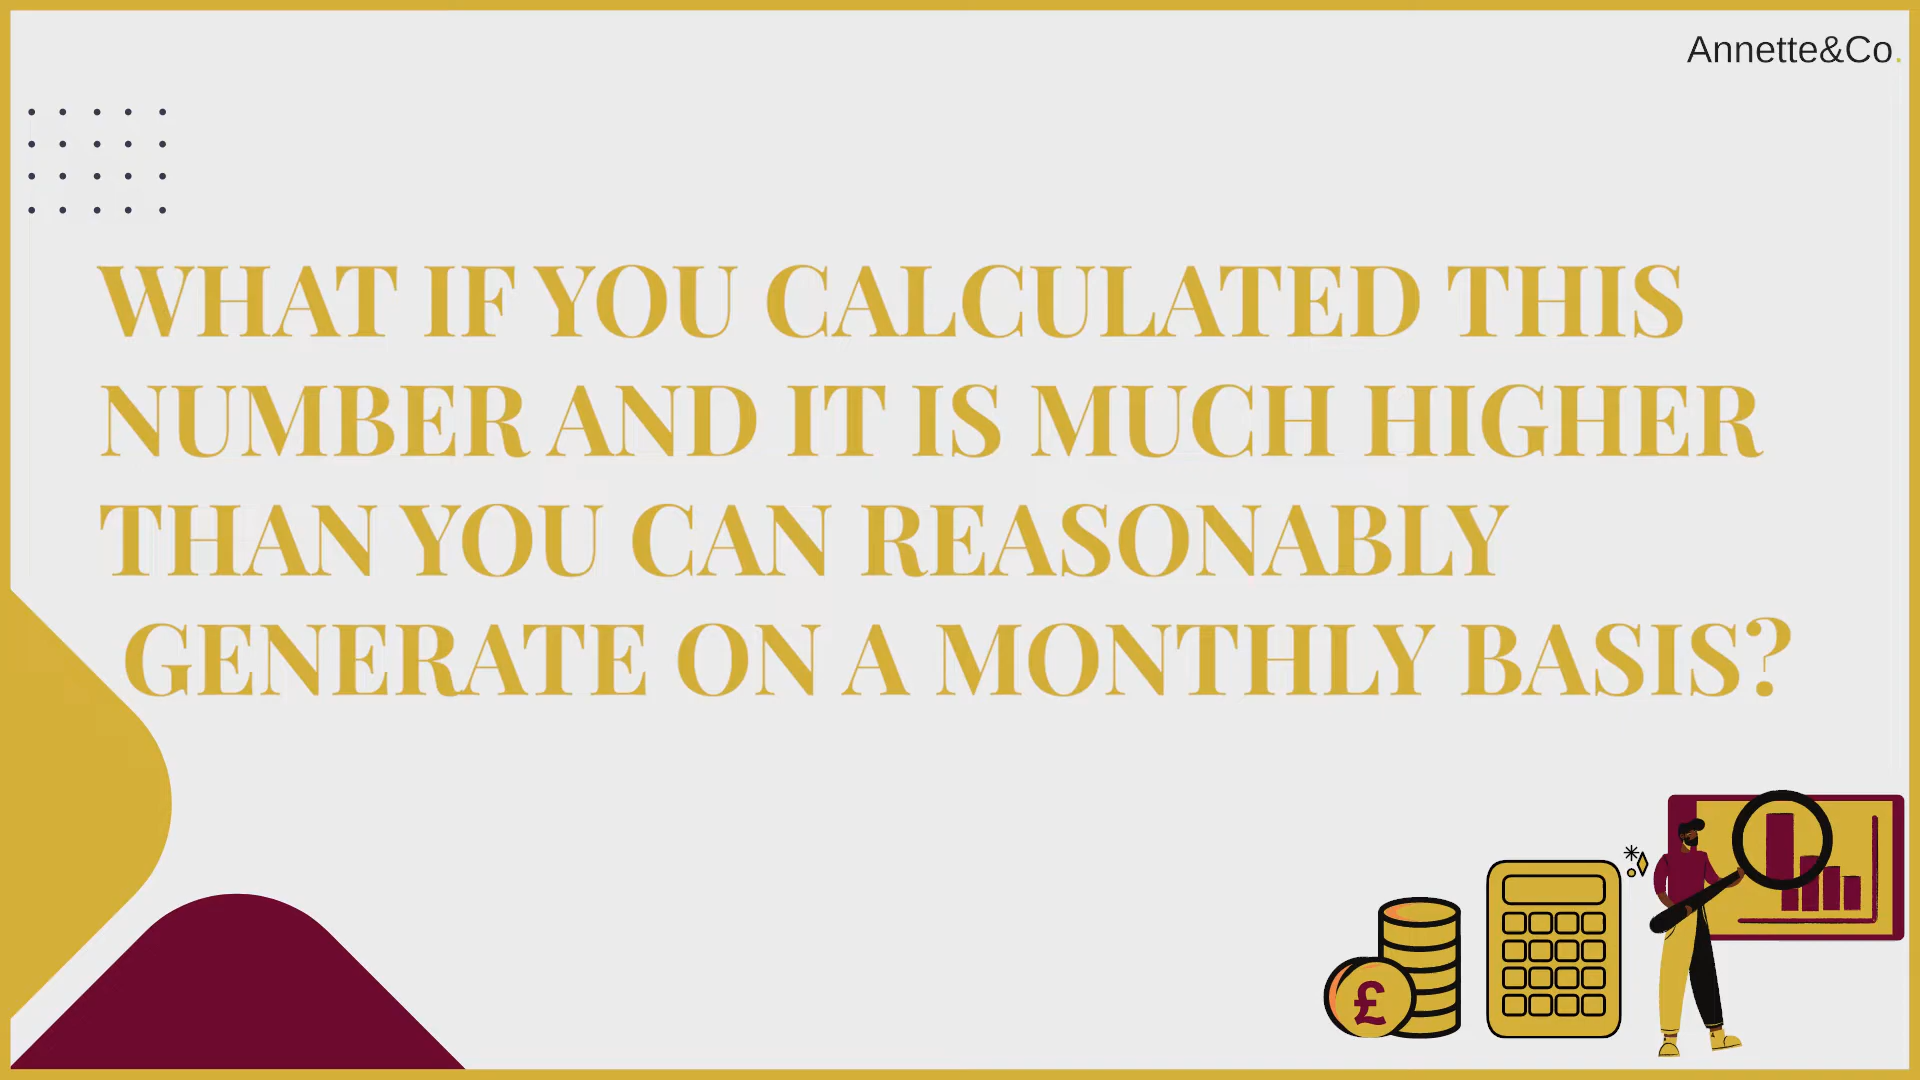 Annette&Co.
WHAT IF YOU CALCULATED THIS
NUMBER AND IT IS MUCH HIGHER
THAN YOU CAN REASONABLY
GENERATE ON A MONTHLY BASIS?
£